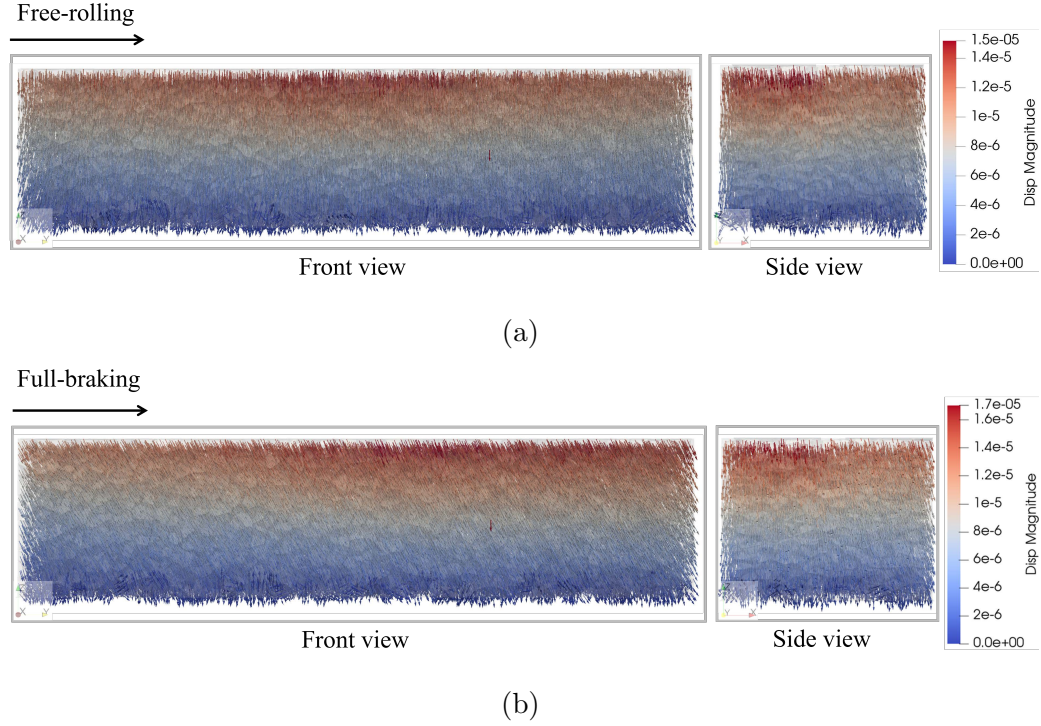 Free-rolling
1.5e-05
1.4e-5
1e-5
8e-6
6e-6
4e-6
2e-6
0.0e+00
Disp Magnitude
X
Y
Y
X
Front view
Side view
(a)
Full-braking
1.7e-05
1.6e-5
1.4e-5
1.2e-5
1e-5
8e-6
6e-6
4e-6
2e-6
0.0e+00
Disp Magnitude
X
Y
Y
X
Front view
Side view
(b)